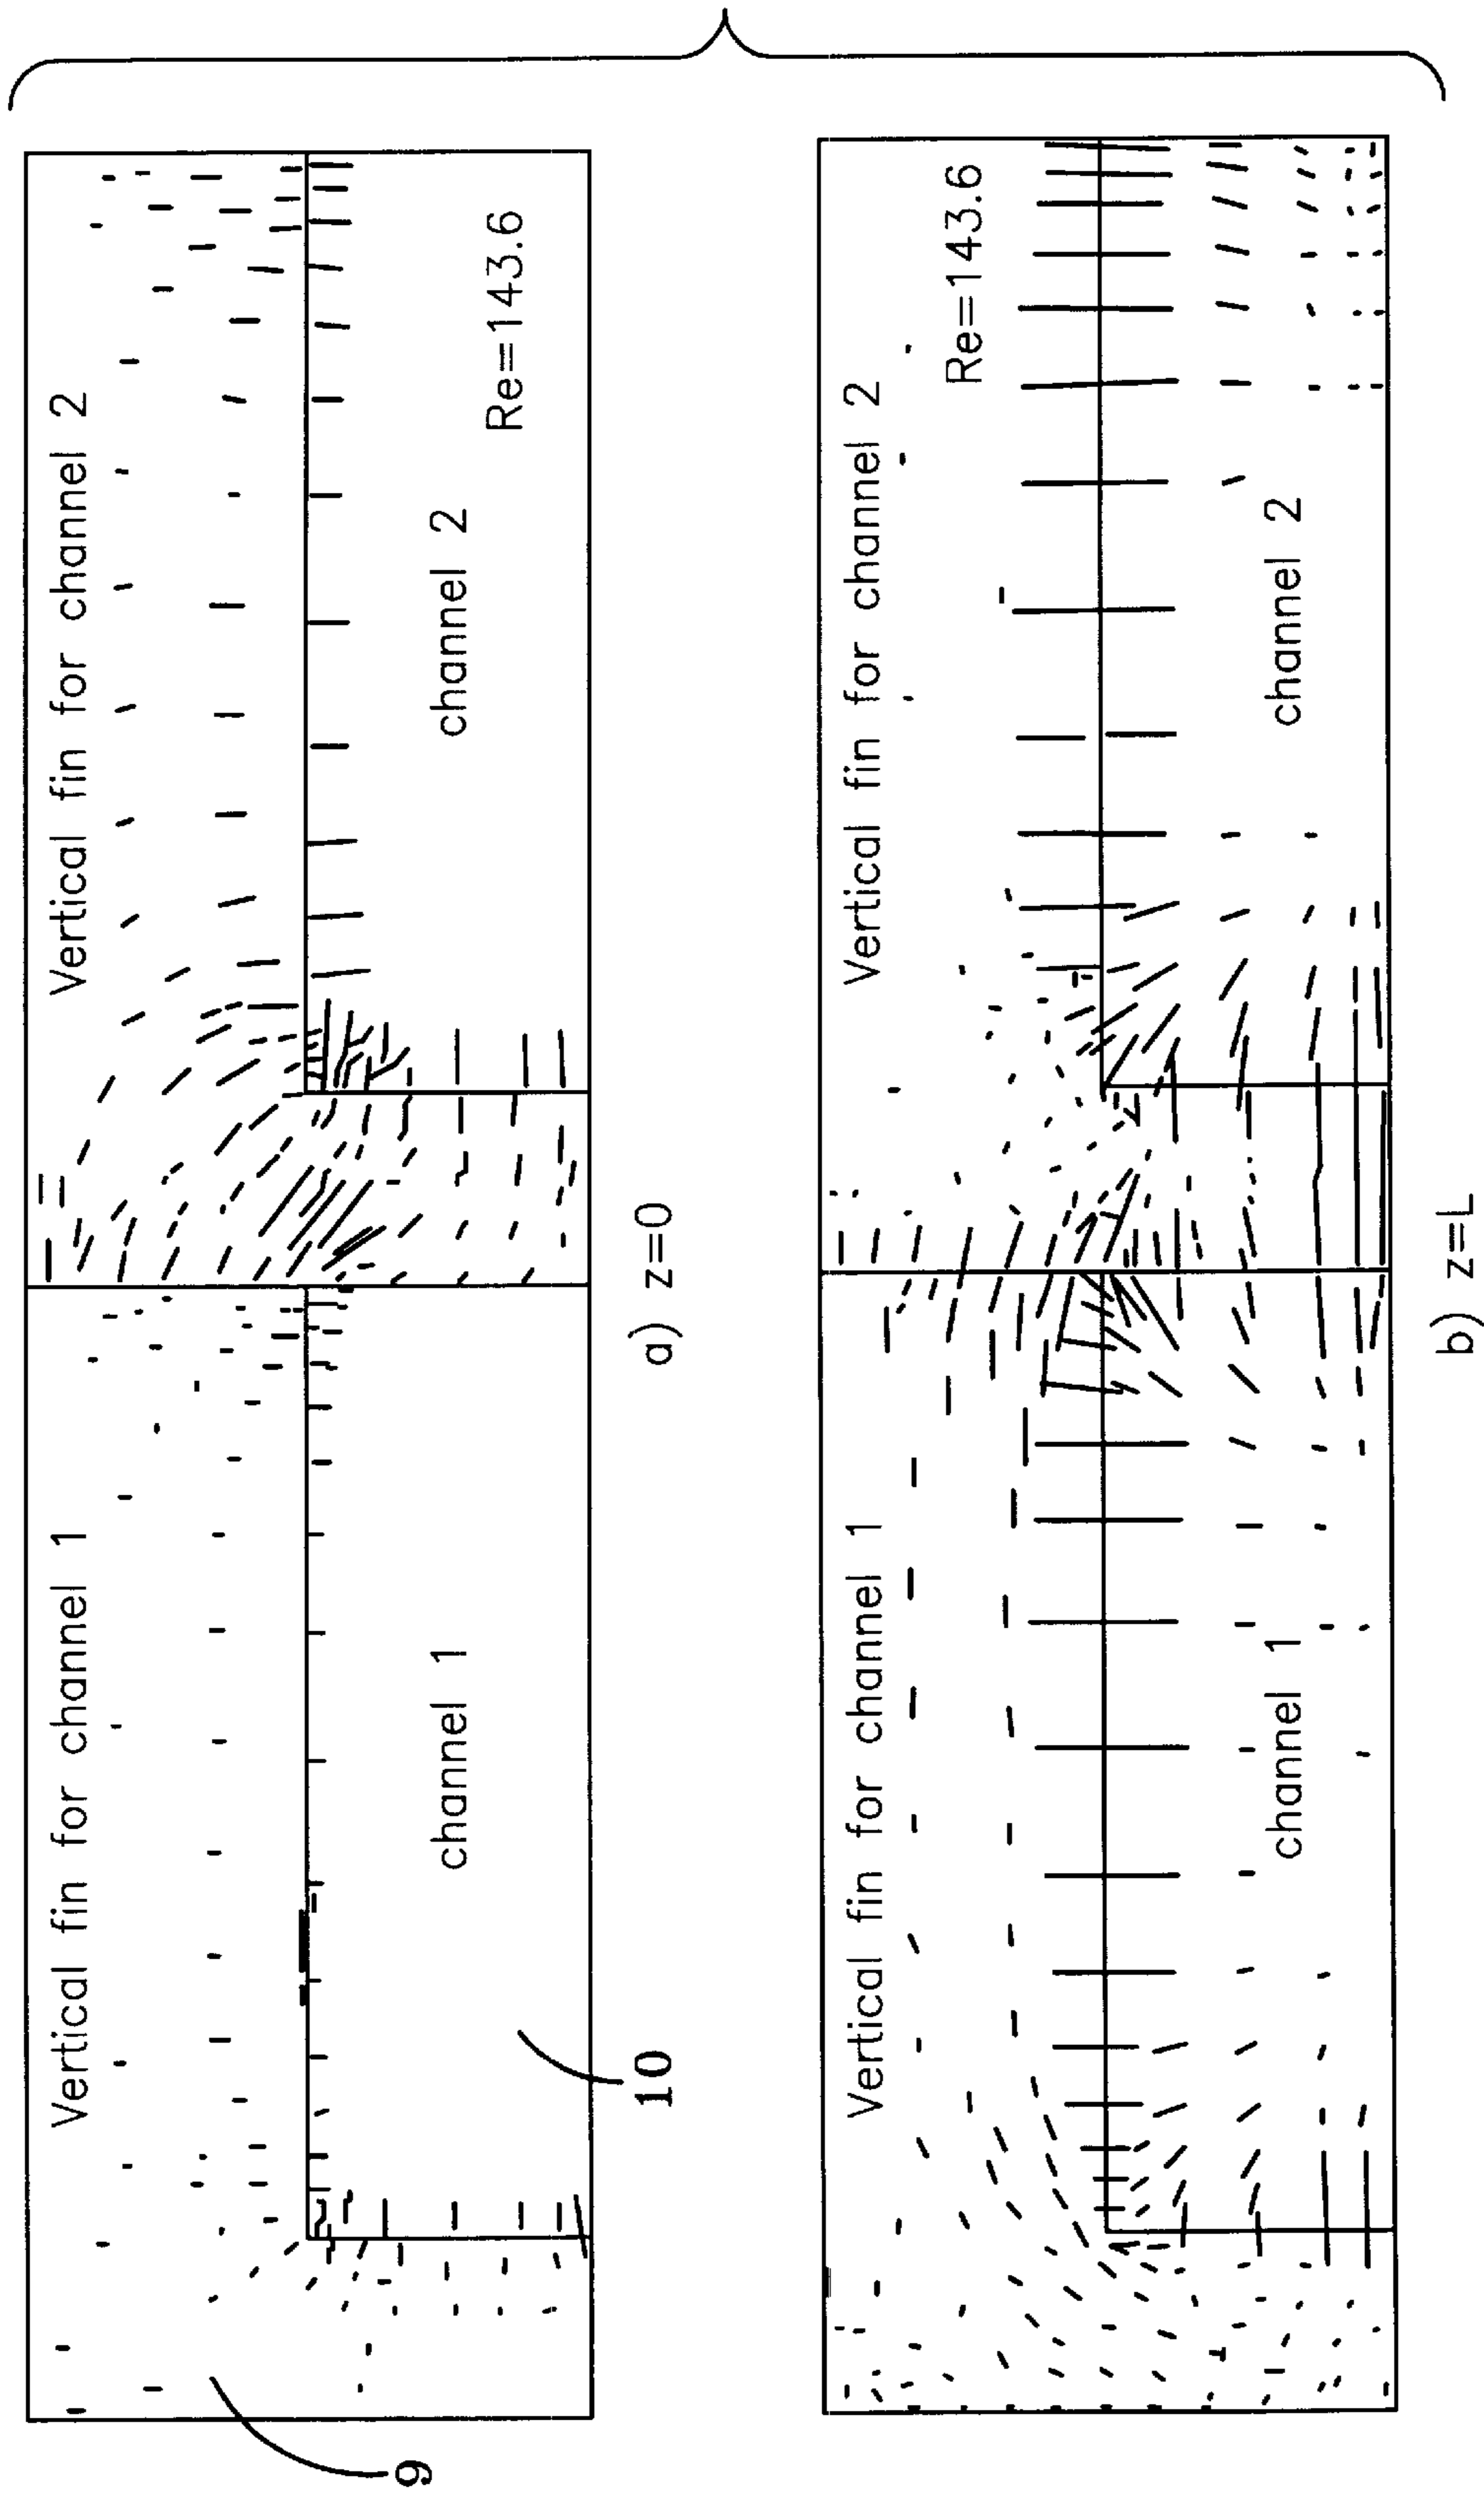 Vertical fin for channel 1
Vertical fin for channel 2
channel 1
channel 2
Re=143.6
9
10
a) z=0
Vertical fin for channel 1
Vertical fin for channel 2
Re=143.6
channel 1
channel 2
b) z=L